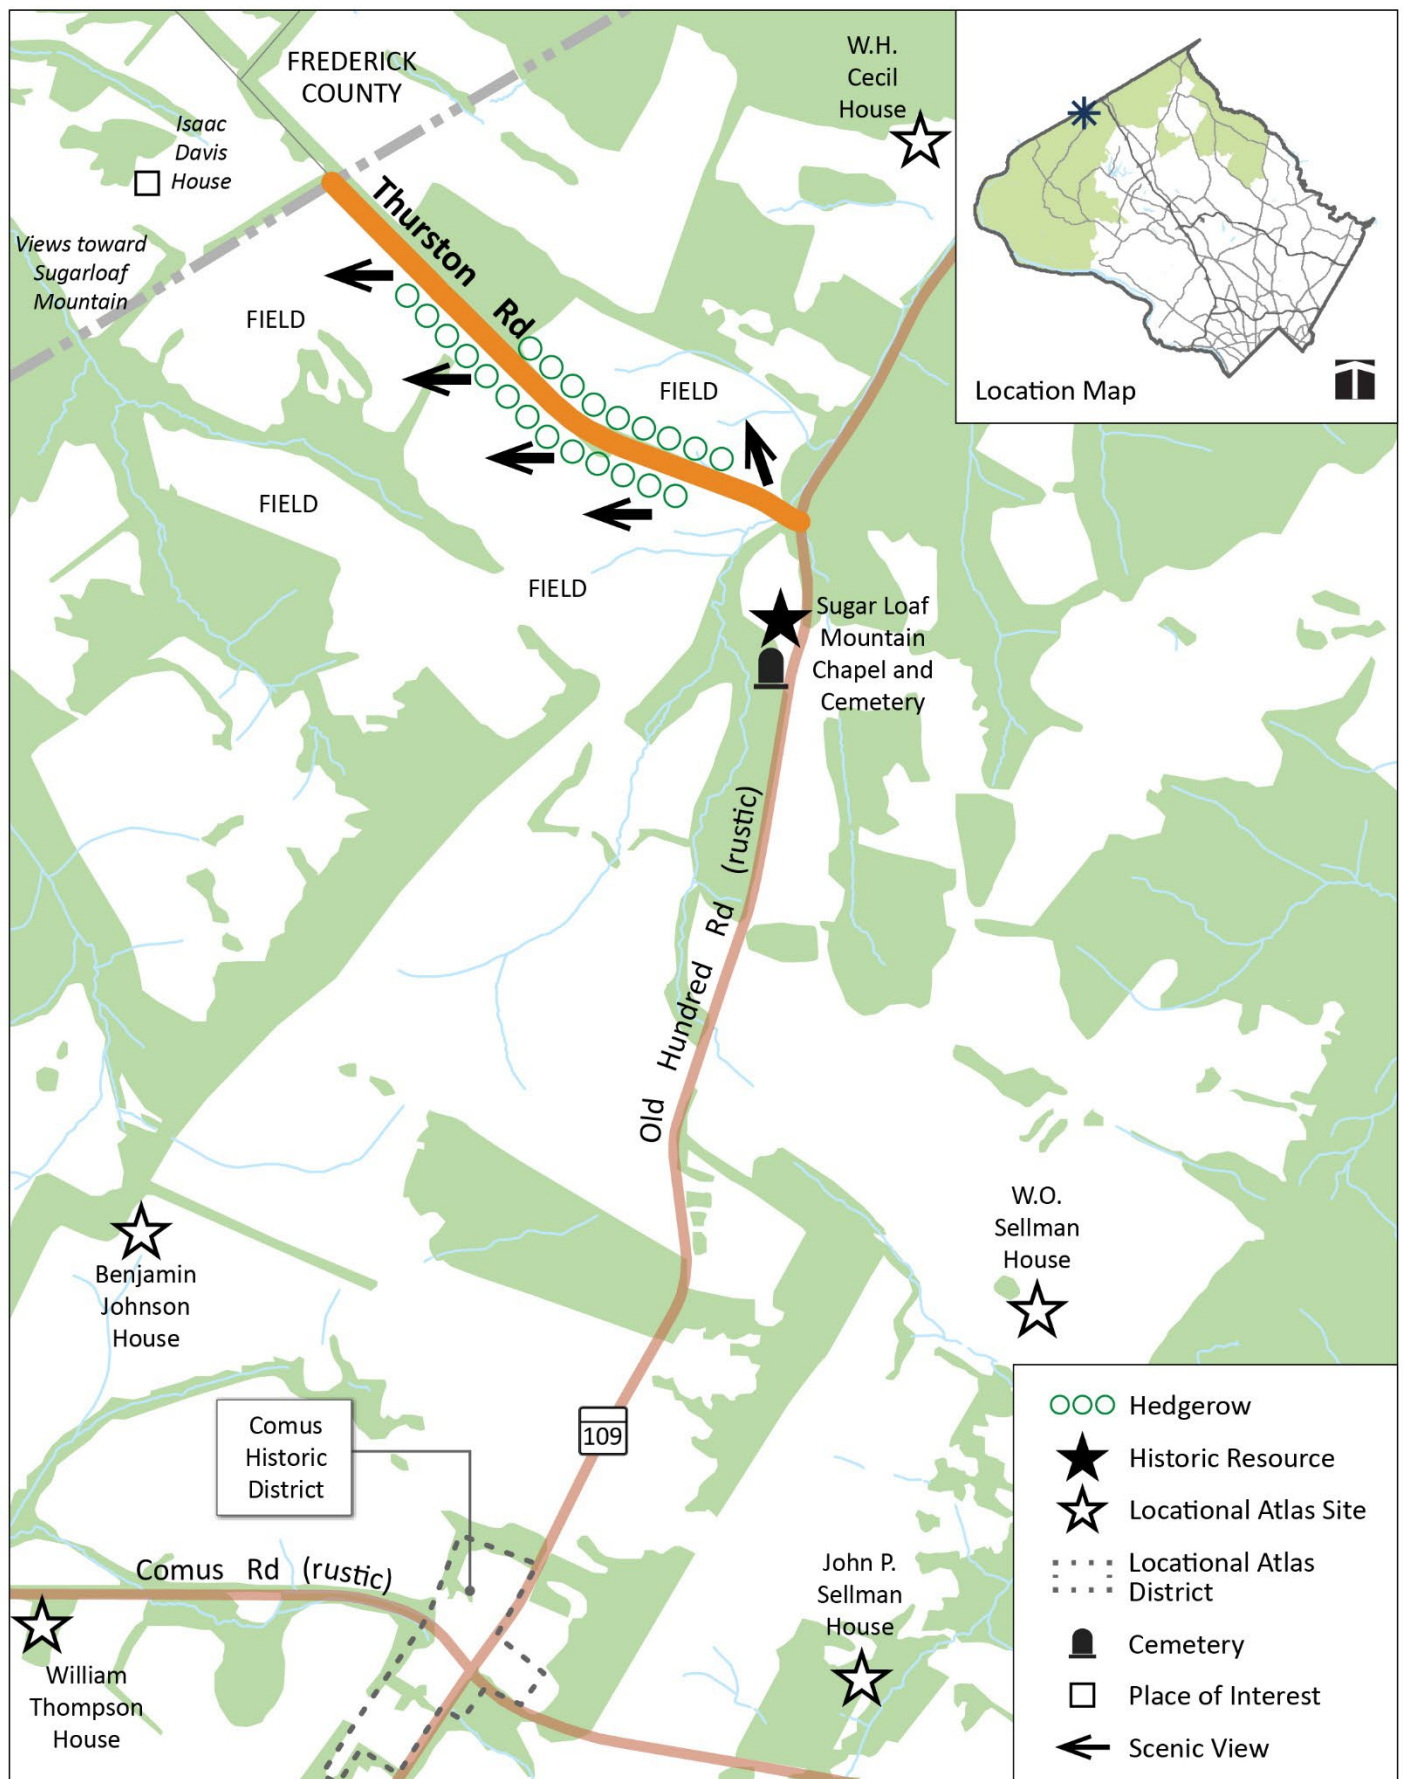 FREDERICK
COUNTY
W.H.
Cecil
House
Isaac
Davis
House
Thurston Rd
Views toward
Sugarloaf
Mountain
FIELD
FIELD
FIELD
FIELD
Location Map
Sugar Loaf
Mountain
Chapel and
Cemetery
Old Hundred Rd (rustic)
W.O.
Sellman
House
Benjamin
Johnson
House
Comus
Historic
District
109
Comus Rd (rustic)
John P.
Sellman
House
William
Thompson
House
Hedgerow
Historic Resource
Locational Atlas Site
Locational Atlas
District
Cemetery
Place of Interest
Scenic View